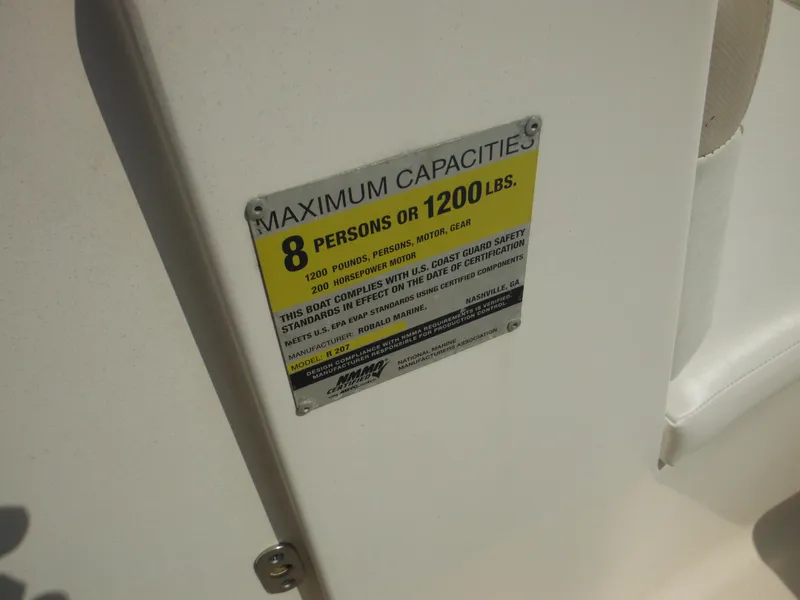 MAXIMUM CAPACITIES
8 PERSONS OR 1200 LBS.
1200 POUNDS, PERSONS, MOTOR, GEAR
200 HORSEPOWER MOTOR
THIS BOAT COMPLIES WITH U.S. COAST GUARD SAFETY
STANDARDS IN EFFECT ON THE DATE OF CERTIFICATION
MEETS U.S. EPA EVAP STANDARDS USING CERTIFIED COMPONENTS
MANUFACTURER: ROBALO MARINE, NASHVILLE, GA
MODEL: R 207
DESIGN COMPLIANCE WITH NMMA REQUIREMENTS IS VERIFIED.
MANUFACTURER RESPONSIBLE FOR PRODUCTION CONTROL.
NMMA
CERTIFIED
NATIONAL MARINE
MANUFACTURERS ASSOCIATION